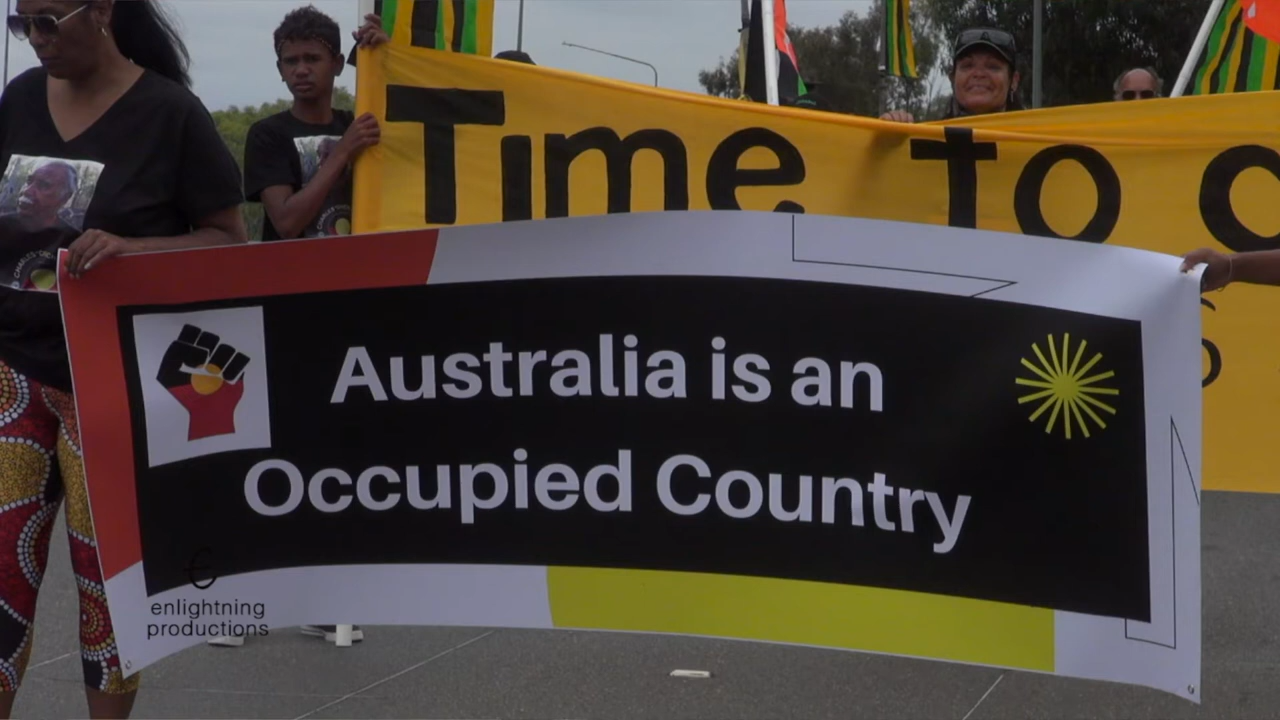 Time to
Australia is an
Occupied Country
enlightning
productions